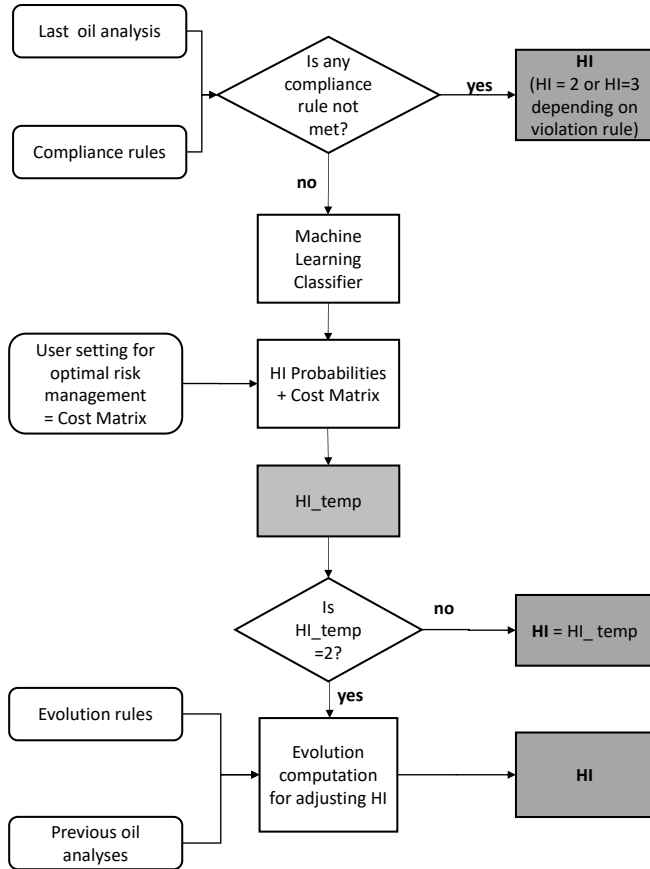 Last oil analysis
Compliance rules
Is any
compliance
rule not
met?
yes
HI
(HI = 2 or HI=3
depending on
violation rule)
no
Machine
Learning
Classifier
User setting for
optimal risk
management
= Cost Matrix
HI Probabilities
+ Cost Matrix
HI_temp
Is
HI_temp
=2?
no
HI = HI_ temp
yes
Evolution rules
Previous oil
analyses
Evolution
computation
for adjusting HI
HI